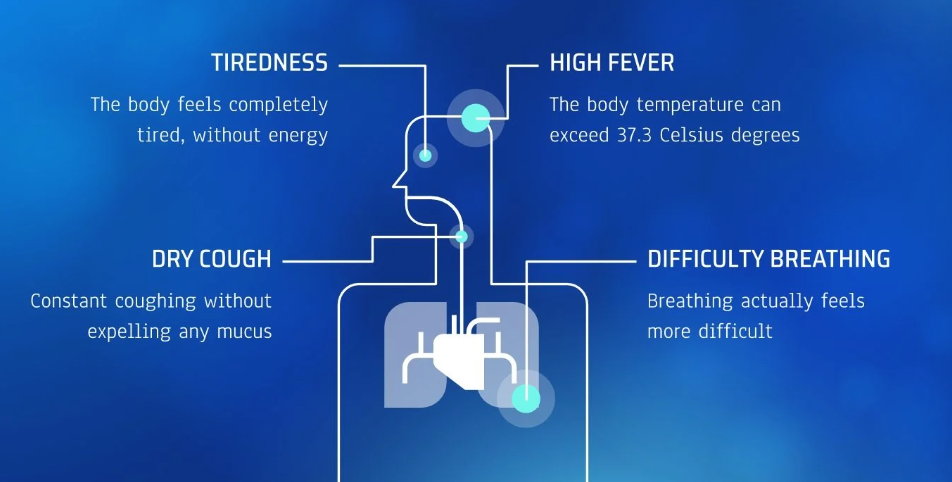 TIREDNESS
The body feels completely
tired, without energy
HIGH FEVER
The body temperature can
exceed 37.3 Celsius degrees
DRY COUGH
Constant coughing without
expelling any mucus
DIFFICULTY BREATHING
Breathing actually feels
more difficult